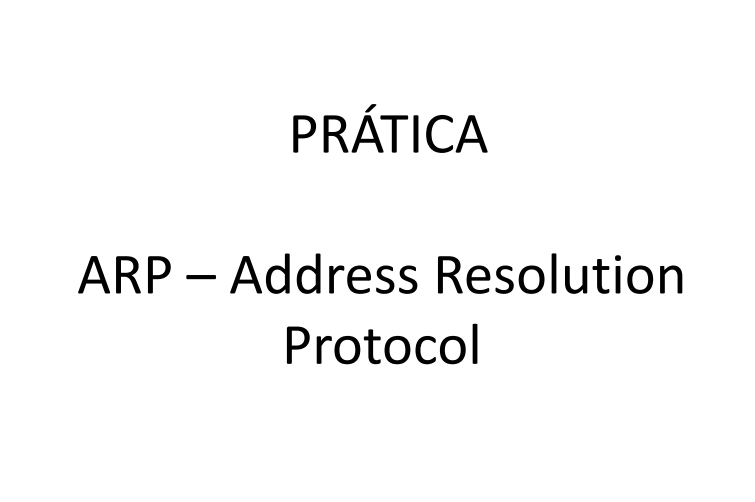 PRÁTICA
ARP – Address Resolution
Protocol